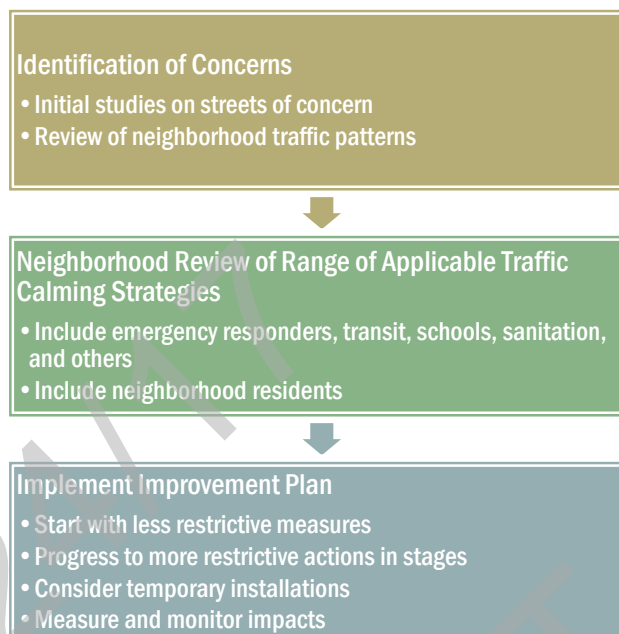 Identification of Concerns
• Initial studies on streets of concern
• Review of neighborhood traffic patterns
Neighborhood Review of Range of Applicable Traffic
Calming Strategies
• Include emergency responders, transit, schools, sanitation,
and others
• Include neighborhood residents
Implement Improvement Plan
• Start with less restrictive measures
• Progress to more restrictive actions in stages
• Consider temporary installations
• Measure and monitor impacts